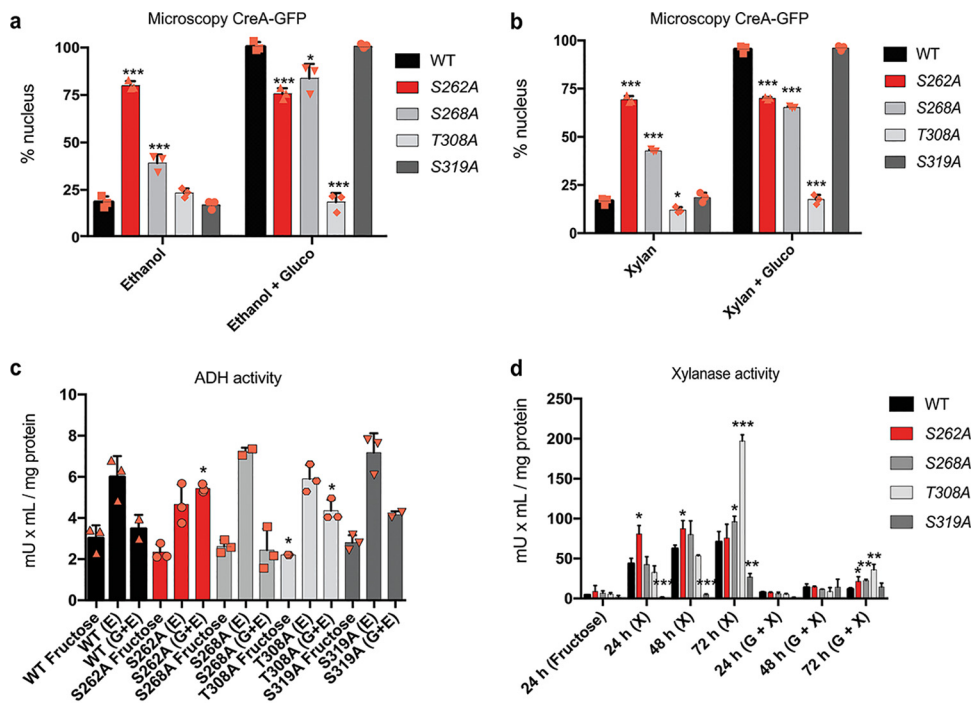 a
Microscopy CreA-GFP
% nucleus
100
75
50
25
0
***
***
***
*
***
Ethanol
Ethanol + Gluco
WT
S262A
S268A
T308A
S319A
b
Microscopy CreA-GFP
% nucleus
100
75
50
25
0
***
***
*
***
***
***
Xylan
Xylan + Gluco
WT
S262A
S268A
T308A
S319A
c
ADH activity
mU x mL / mg protein
8
6
4
2
0
*
*
*
WT Fructose
WT (E)
WT (G+E)
S262A Fructose
S262A (E)
S262A (G+E)
S268A Fructose
S268A (E)
S268A (G+E)
T308A Fructose
T308A (E)
T308A (G+E)
S319A Fructose
S319A (E)
S319A (G+E)
d
Xylanase activity
mU x mL / mg protein
250
200
150
100
50
0
*
***
*
***
*
***
**
*
**
**
24 h (Fructose)
24 h (X)
48 h (X)
72 h (X)
24 h (G + X)
48 h (G + X)
72 h (G + X)
WT
S262A
S268A
T308A
S319A